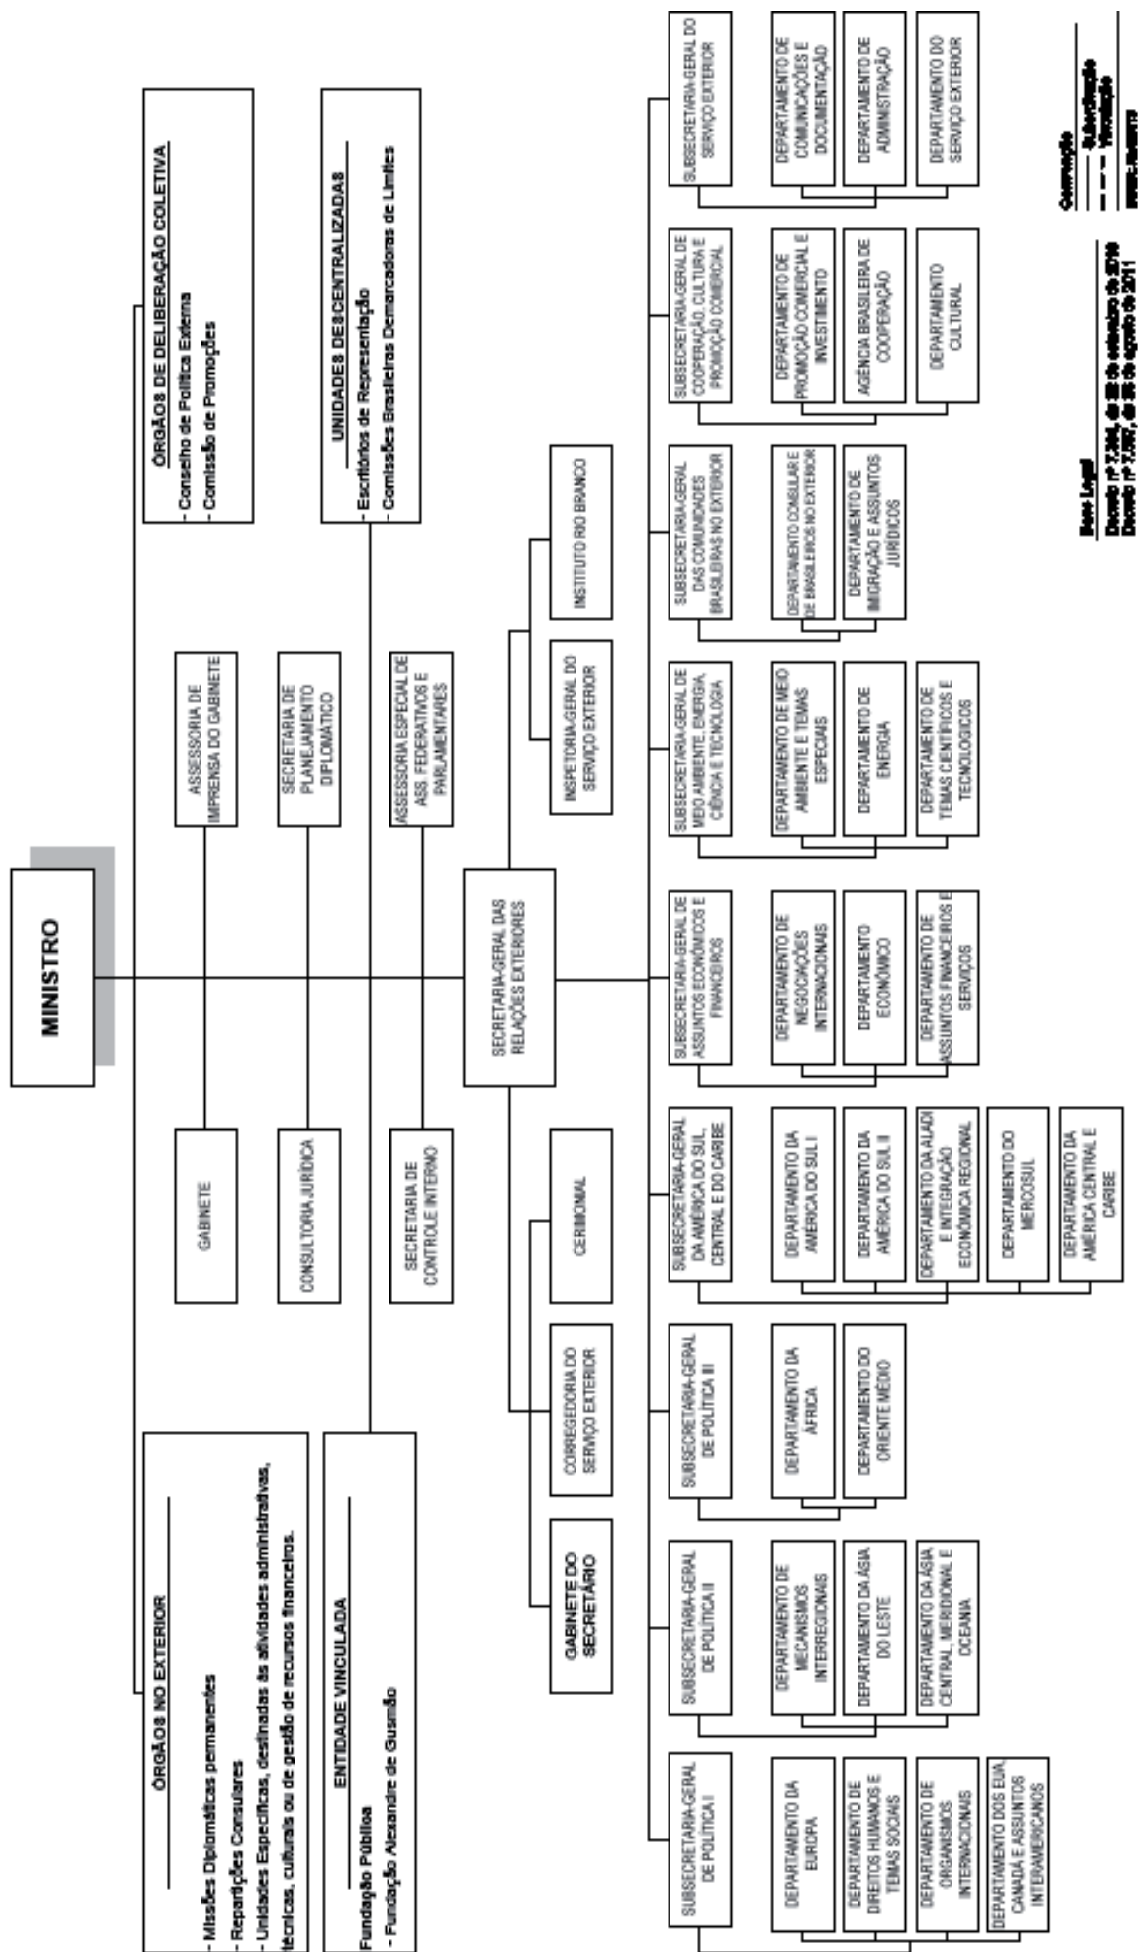 MINISTRO
ÓRGÃOS NO EXTERIOR
- Missões Diplomáticas permanentes
- Repartições Consulares
- Unidades Específicas, destinadas às atividades administrativas,
técnicas, culturais ou de gestão de recursos financeiros.
ÓRGÃOS DE DELIBERAÇÃO COLETIVA
- Conselho de Política Externa
- Comissão de Promoções
GABINETE
ASSESSORIA DE
IMPRENSA DO GABINETE
CONSULTORIA JURÍDICA
SECRETARIA DE
PLANEJAMENTO
DIPLOMÁTICO
ENTIDADE VINCULADA
Fundação Pública
- Fundação Alexandre de Gusmão
SECRETARIA DE
CONTROLE INTERNO
ASSESSORIA ESPECIAL DE
ASS. FEDERATIVOS E
PARLAMENTARES
UNIDADES DESCENTRALIZADAS
- Escritórios de Representação
- Comissões Brasileiras Demarcadoras de Limites
SECRETARIA-GERAL DAS
RELAÇÕES EXTERIORES
GABINETE DO
SECRETÁRIO
CORREGEDORIA DO
SERVIÇO EXTERIOR
CERIMONIAL
INSPETORIA-GERAL DO
SERVIÇO EXTERIOR
INSTITUTO RIO BRANCO
SUBSECRETARIA-GERAL
DE POLÍTICA I
DEPARTAMENTO DA
EUROPA
DEPARTAMENTO DE
DIREITOS HUMANOS E
TEMAS SOCIAIS
DEPARTAMENTO DE
ORGANISMOS
INTERNACIONAIS
DEPARTAMENTO DOS EUA,
CANADÁ E ASSUNTOS
INTERAMERICANOS
SUBSECRETARIA-GERAL
DE POLÍTICA II
DEPARTAMENTO DE
MECANISMOS
INTERREGIONAIS
DEPARTAMENTO DA ÁSIA
DO LESTE
DEPARTAMENTO DA ÁSIA
CENTRAL, MERIDIONAL E
OCEANIA
SUBSECRETARIA-GERAL
DE POLÍTICA III
DEPARTAMENTO DA
ÁFRICA
DEPARTAMENTO DO
ORIENTE MÉDIO
SUBSECRETARIA-GERAL
DA AMÉRICA DO SUL,
CENTRAL E DO CARIBE
DEPARTAMENTO DA
AMÉRICA DO SUL I
DEPARTAMENTO DA
AMÉRICA DO SUL II
DEPARTAMENTO DA ALADI
E INTEGRAÇÃO
ECONÔMICA REGIONAL
DEPARTAMENTO DO
MERCOSUL
DEPARTAMENTO DA
AMÉRICA CENTRAL E
CARIBE
SUBSECRETARIA-GERAL DE
ASSUNTOS ECONÔMICOS E
FINANCEIROS
DEPARTAMENTO DE
NEGOCIAÇÕES
INTERNACIONAIS
DEPARTAMENTO
ECONÔMICO
DEPARTAMENTO DE
ASSUNTOS FINANCEIROS E
SERVIÇOS
SUBSECRETARIA-GERAL DE
MEIO AMBIENTE, ENERGIA,
CIÊNCIA E TECNOLOGIA
DEPARTAMENTO DE MEIO
AMBIENTE E TEMAS
ESPECIAIS
DEPARTAMENTO DE
ENERGIA
DEPARTAMENTO DE
TEMAS CIENTÍFICOS E
TECNOLOGICOS
SUBSECRETARIA-GERAL
DAS COMUNIDADES
BRASILEIRAS NO EXTERIOR
DEPARTAMENTO CONSULAR E
DE BRASILEIROS NO EXTERIOR
DEPARTAMENTO DE
IMIGRAÇÃO E ASSUNTOS
JURÍDICOS
SUBSECRETARIA-GERAL DE
COOPERAÇÃO, CULTURA E
PROMOÇÃO COMERCIAL
DEPARTAMENTO DE
PROMOÇÃO COMERCIAL E
INVESTIMENTO
AGÊNCIA BRASILEIRA DE
COOPERAÇÃO
DEPARTAMENTO
CULTURAL
SUBSECRETARIA-GERAL DO
SERVIÇO EXTERIOR
DEPARTAMENTO DE
COMUNICAÇÕES E
DOCUMENTAÇÃO
DEPARTAMENTO DE
ADMINISTRAÇÃO
DEPARTAMENTO DO
SERVIÇO EXTERIOR
Base Legal
Decreto nº de setembro de 2010
Decreto nº de agosto de 2011
Convenção
Subordinação
Vinculação